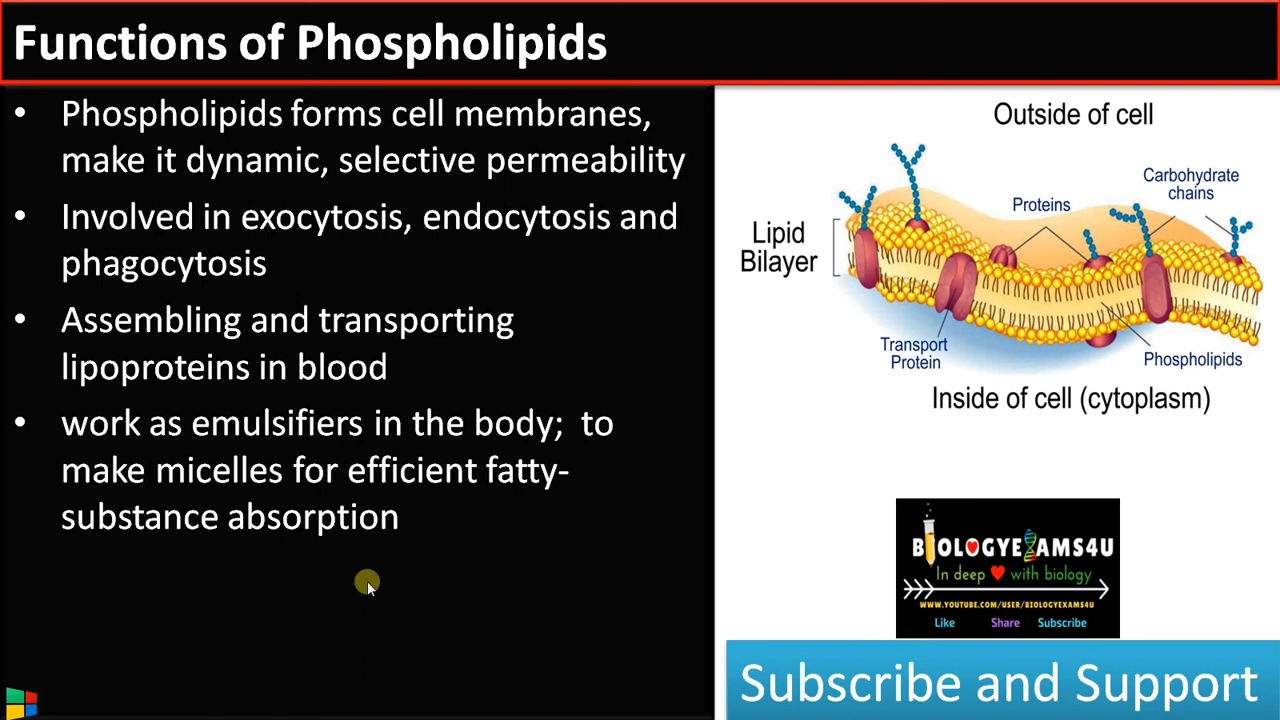 Functions of Phospholipids
• Phospholipids forms cell membranes,
make it dynamic, selective permeability
• Involved in exocytosis, endocytosis and
phagocytosis
• Assembling and transporting
lipoproteins in blood
• work as emulsifiers in the body;  to
make micelles for efficient fatty-
substance absorption
Outside of cell
Carbohydrate
chains
Proteins
Lipid
Bilayer
Transport
Protein
Phospholipids
Inside of cell (cytoplasm)
BIOLOGYEXAMS4U
In deep ❤ with biology
WWW.YOUTUBE.COM/USER/BIOLOGYEXAMS4U
Like Share Subscribe
Subscribe and Support